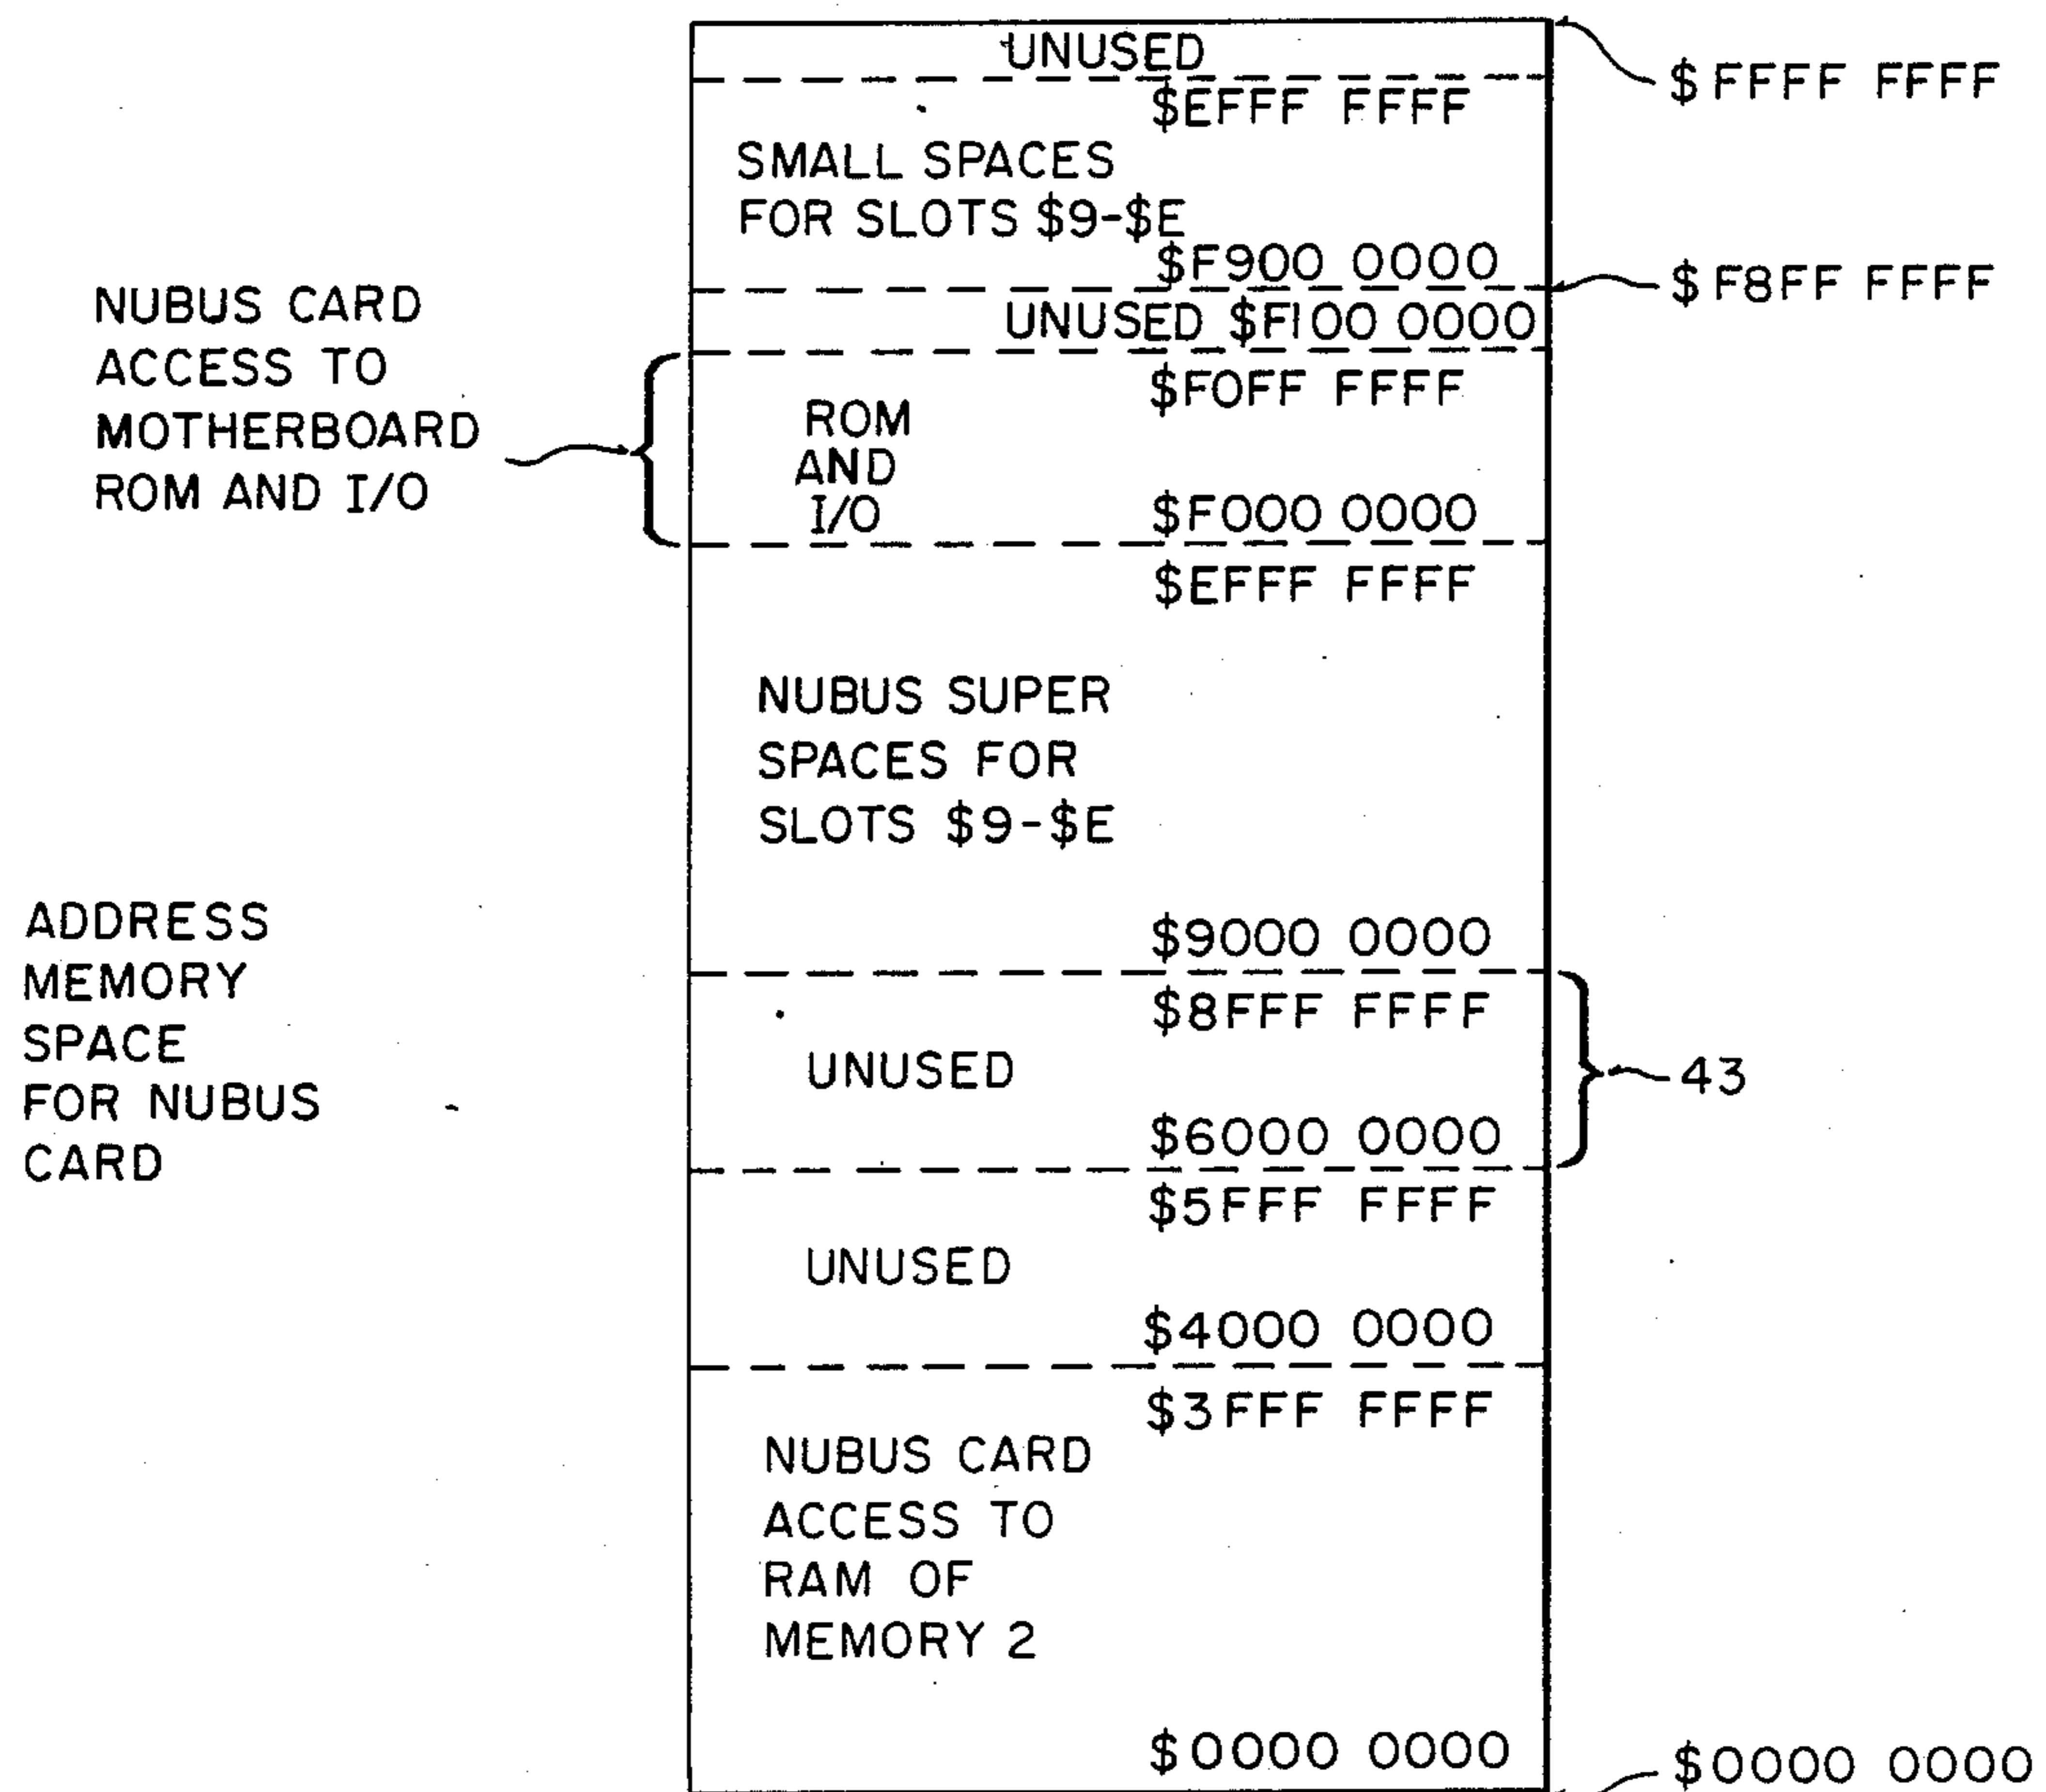 UNUSED
$FFFF FFFF
$EFFF FFFF
SMALL SPACES
FOR SLOTS $9-$E
$F900 0000
$F8FF FFFF
UNUSED $F100 0000
NUBUS CARD
ACCESS TO
MOTHERBOARD
ROM AND I/O
$F0FF FFFF
ROM
AND
I/O
$F000 0000
$EFFF FFFF
NUBUS SUPER
SPACES FOR
SLOTS $9-$E
$9000 0000
ADDRESS
MEMORY
SPACE
FOR NUBUS
CARD
$8FFF FFFF
UNUSED
43
$6000 0000
$5FFF FFFF
UNUSED
$4000 0000
$3FFF FFFF
NUBUS CARD
ACCESS TO
RAM OF
MEMORY 2
$0000 0000
$0000 0000